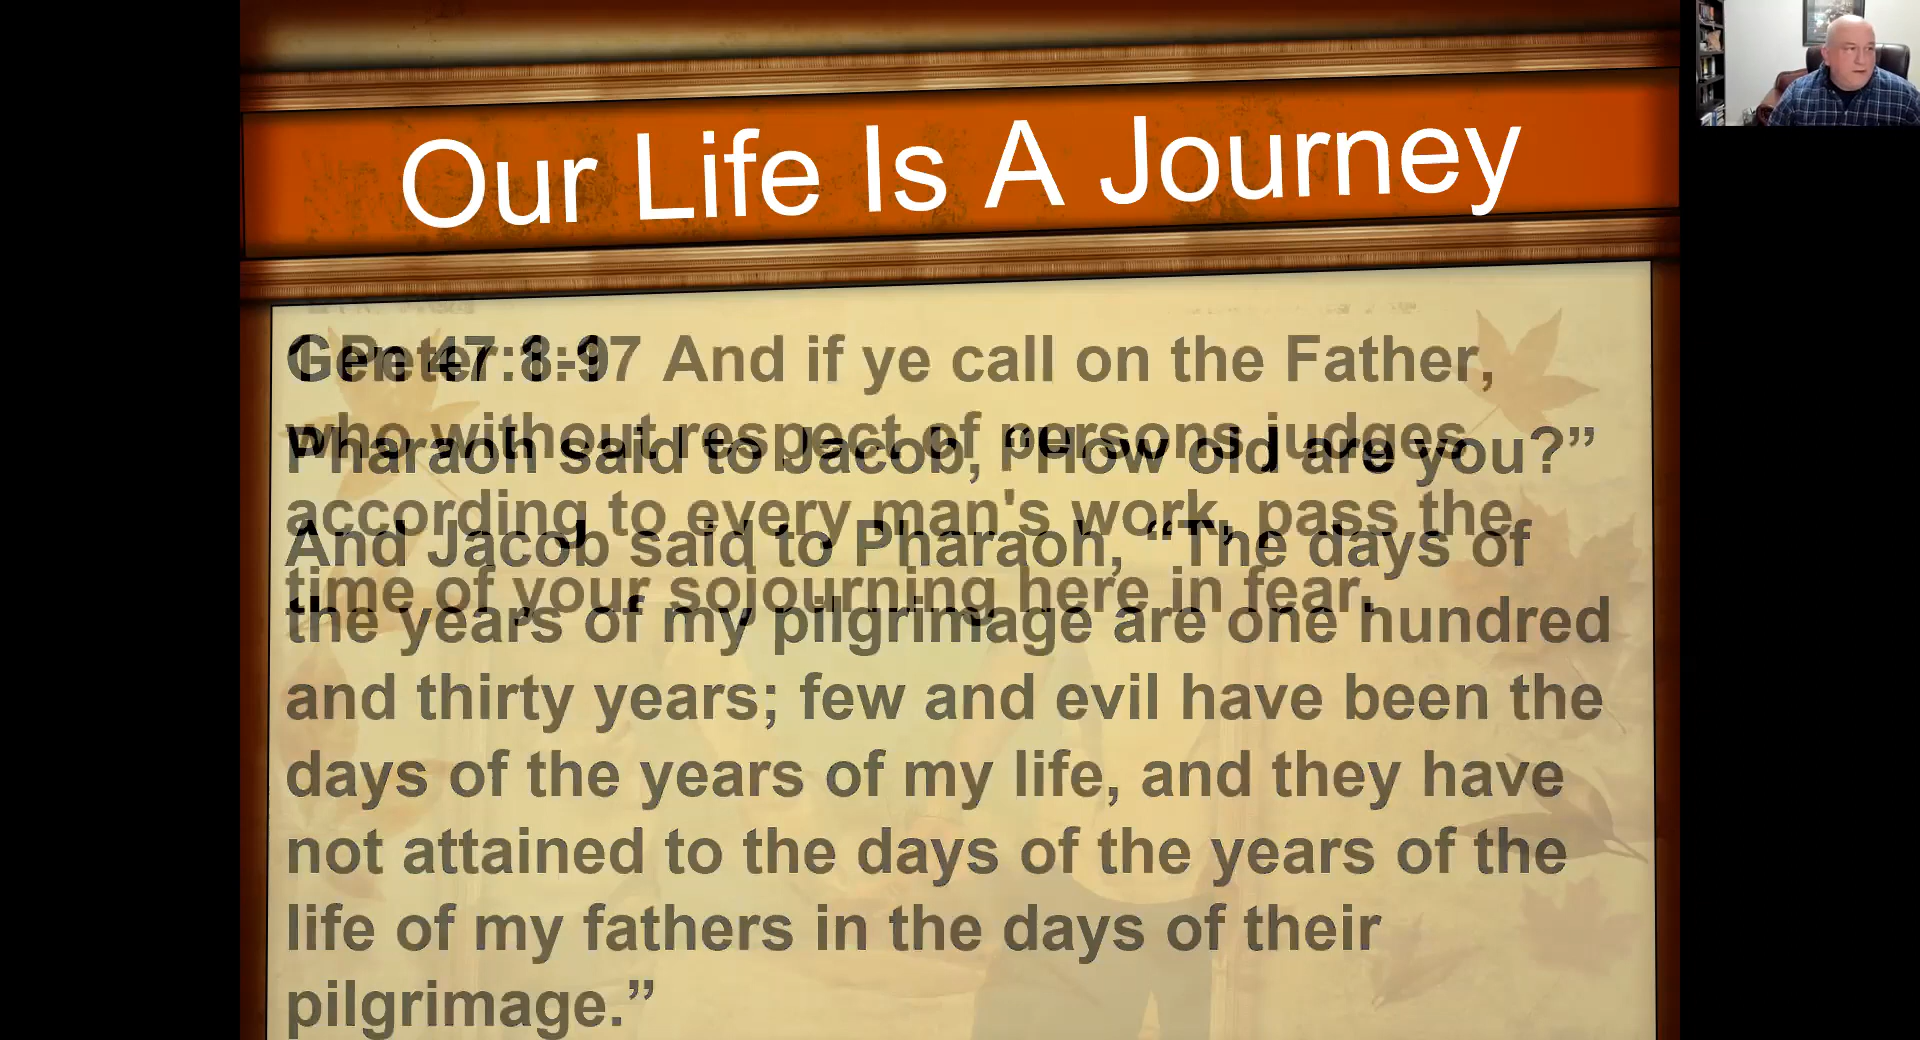 Our Life Is A Journey
Gen 47:8-9
Pharaoh said to Jacob, “How old are you?”
And Jacob said to Pharaoh, “The days of
the years of my pilgrimage are one hundred
and thirty years; few and evil have been the
days of the years of my life, and they have
not attained to the days of the years of the
life of my fathers in the days of their
pilgrimage.”
1 Peter 1:17 And if ye call on the Father,
who without respect of persons judges
according to every man's work, pass the
time of your sojourning here in fear.